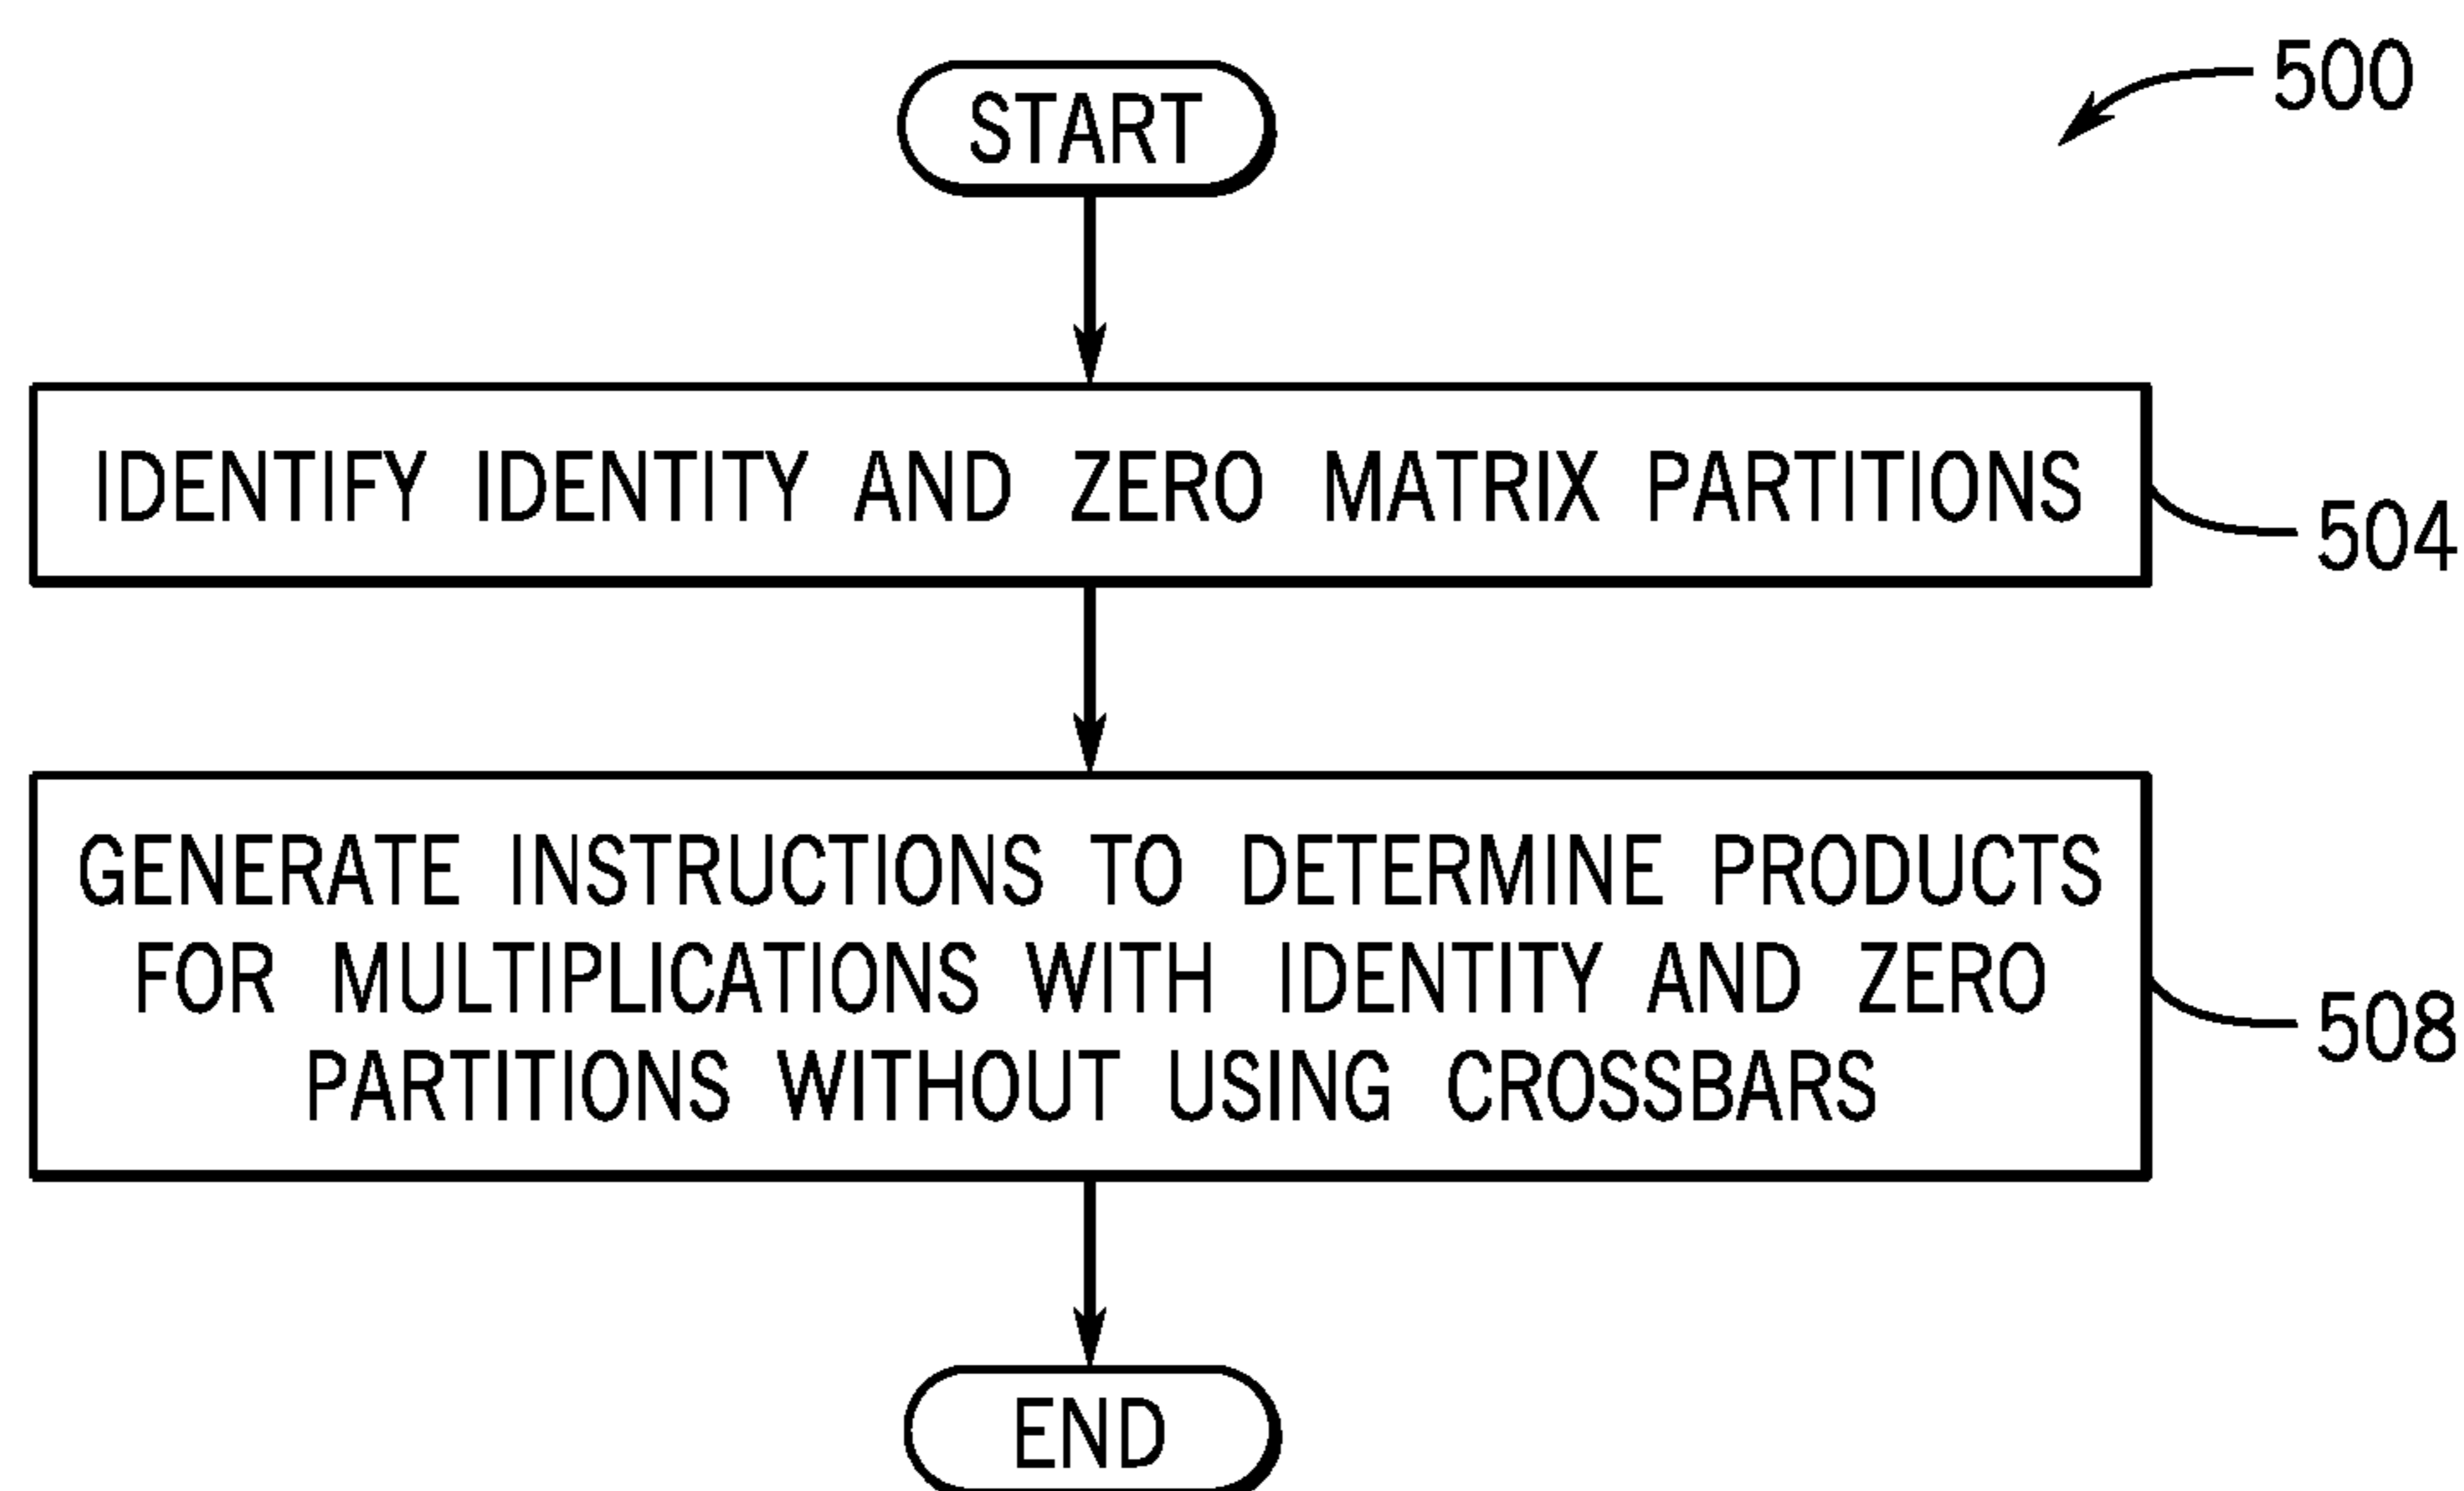 START
500
IDENTIFY IDENTITY AND ZERO MATRIX PARTITIONS
504
GENERATE INSTRUCTIONS TO DETERMINE PRODUCTS
FOR MULTIPLICATIONS WITH IDENTITY AND ZERO
PARTITIONS WITHOUT USING CROSSBARS
508
END